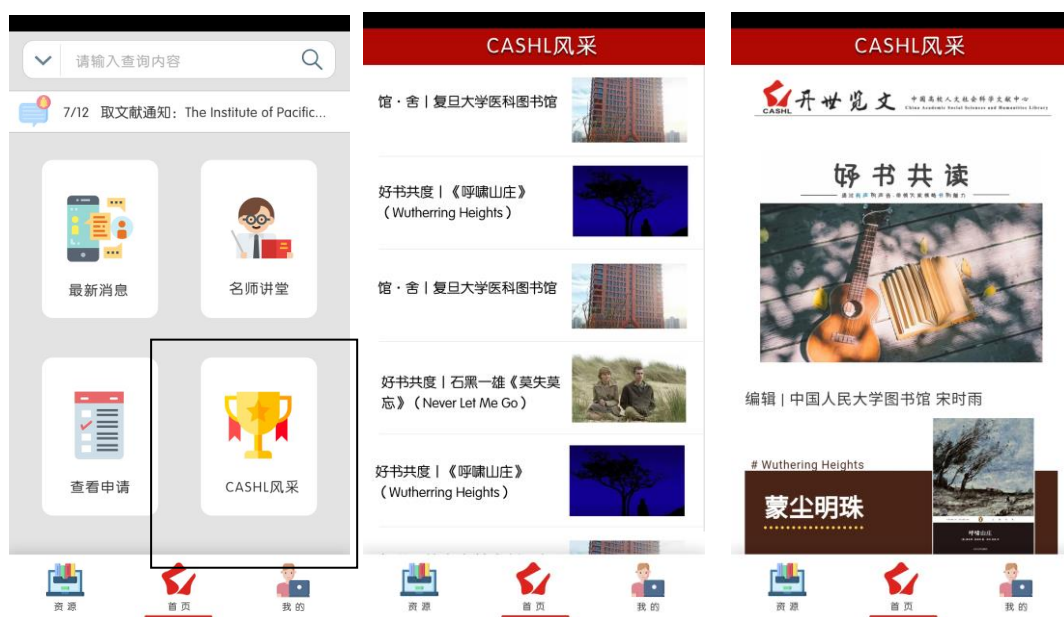 请输入查询内容
7/12 取文献通知：The Institute of Pacific...
最新消息
名师讲堂
查看申请
CASHL风采
资源
首页
我的
CASHL风采
馆·舍 | 复旦大学医科图书馆
好书共度 | 《呼啸山庄》
（Wutherring Heights）
馆·舍 | 复旦大学医科图书馆
好书共度 | 石黑一雄《莫失莫
忘》（Never Let Me Go）
好书共度 | 《呼啸山庄》
（Wutherring Heights）
资源
首页
我的
CASHL风采
CASHL
开世览文
中国高校人文社会科学文献中心
China Academic Social Sciences and Humanities Library
好书共读
编辑 | 中国人民大学图书馆 宋时雨
# Wuthering Heights
蒙尘明珠
呼啸山庄
资源
首页
我的